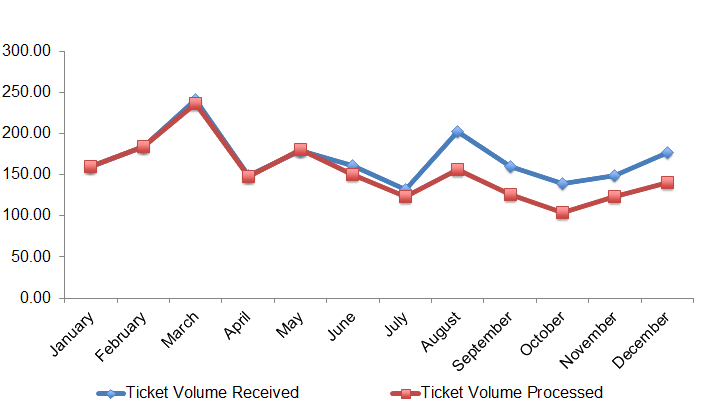 300.00
250.00
200.00
150.00
100.00
50.00
0.00
January
February
March
April
May
June
July
August
September
October
November
December
Ticket Volume Received
Ticket Volume Processed